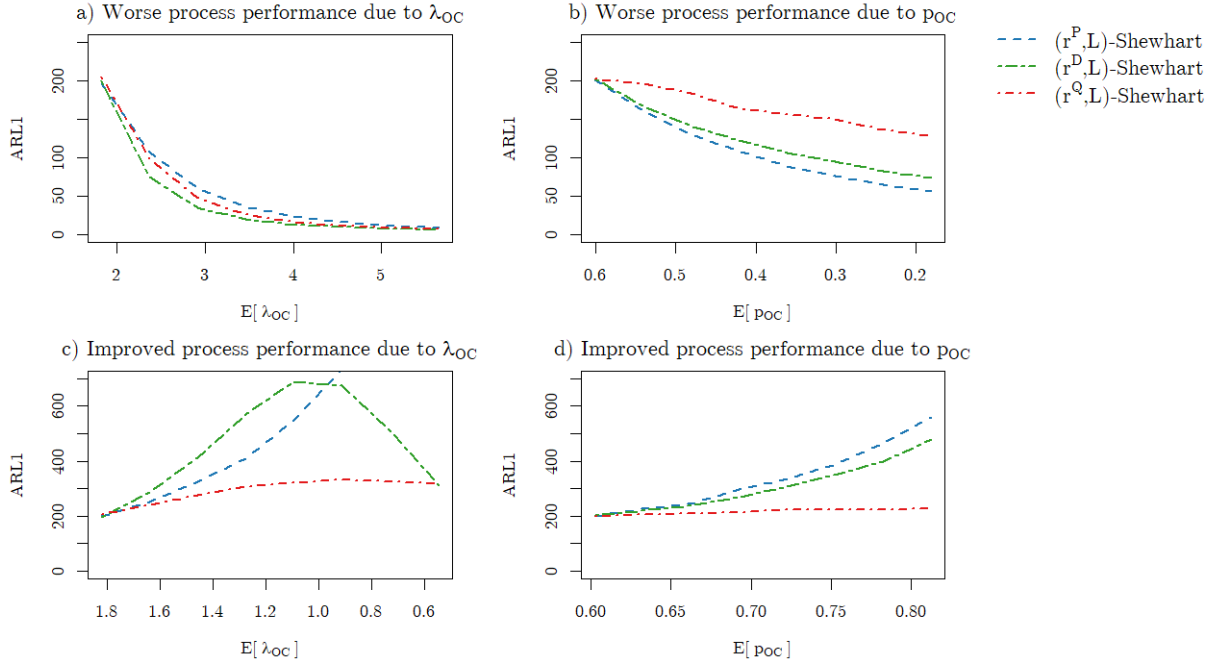 a) Worse process performance due to λOC
ARL1
0 50 100 200
2 3 4 5
E[ λOC ]
b) Worse process performance due to pOC
ARL1
0 50 100 200
0.6 0.5 0.4 0.3 0.2
E[ pOC ]
(rP,L)-Shewhart
(rD,L)-Shewhart
(rQ,L)-Shewhart
c) Improved process performance due to λOC
ARL1
0 200 400 600
1.8 1.6 1.4 1.2 1.0 0.8 0.6
E[ λOC ]
d) Improved process performance due to pOC
ARL1
0 200 400 600
0.60 0.65 0.70 0.75 0.80
E[ pOC ]